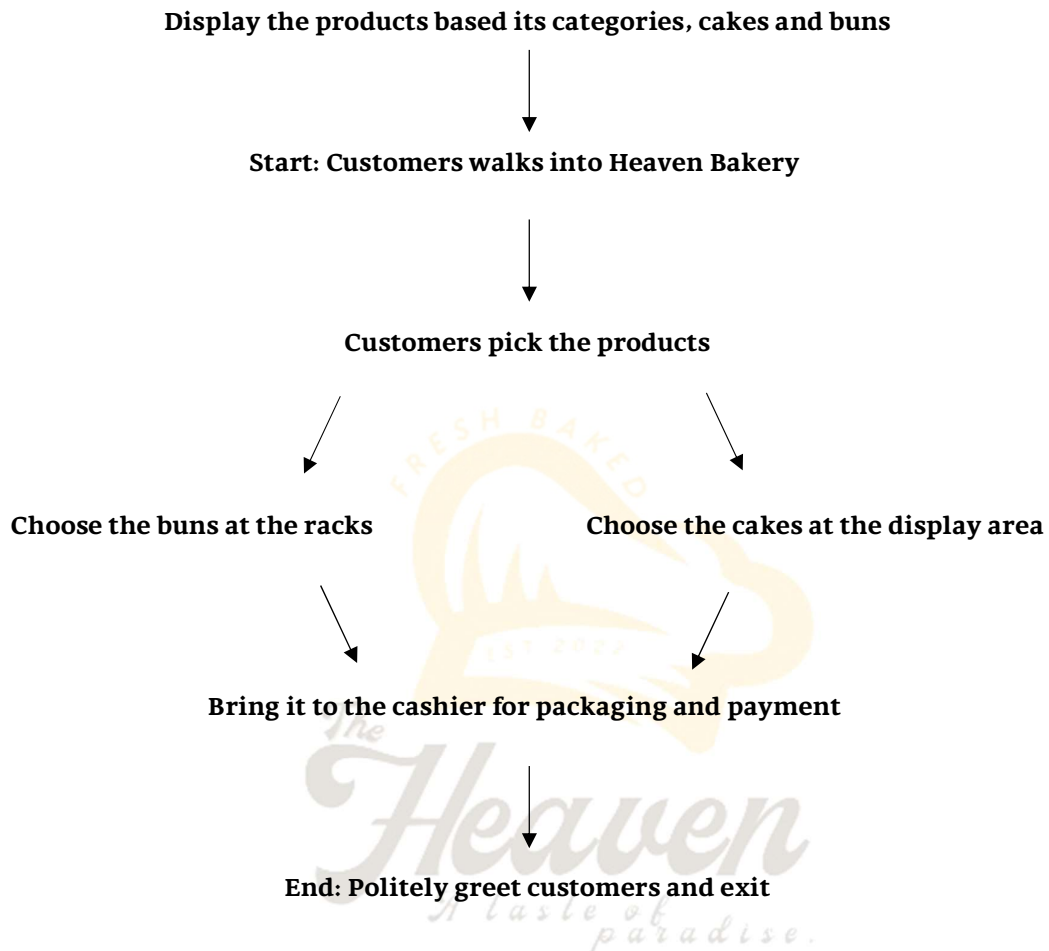 Display the products based its categories, cakes and buns
Start: Customers walks into Heaven Bakery
Customers pick the products
FRESH BAKED
Choose the buns at the racks
Choose the cakes at the display area
EST 2027
Bring it to the cashier for packaging and payment
The
Heaven
End: Politely greet customers and exit
A taste of
paradise.